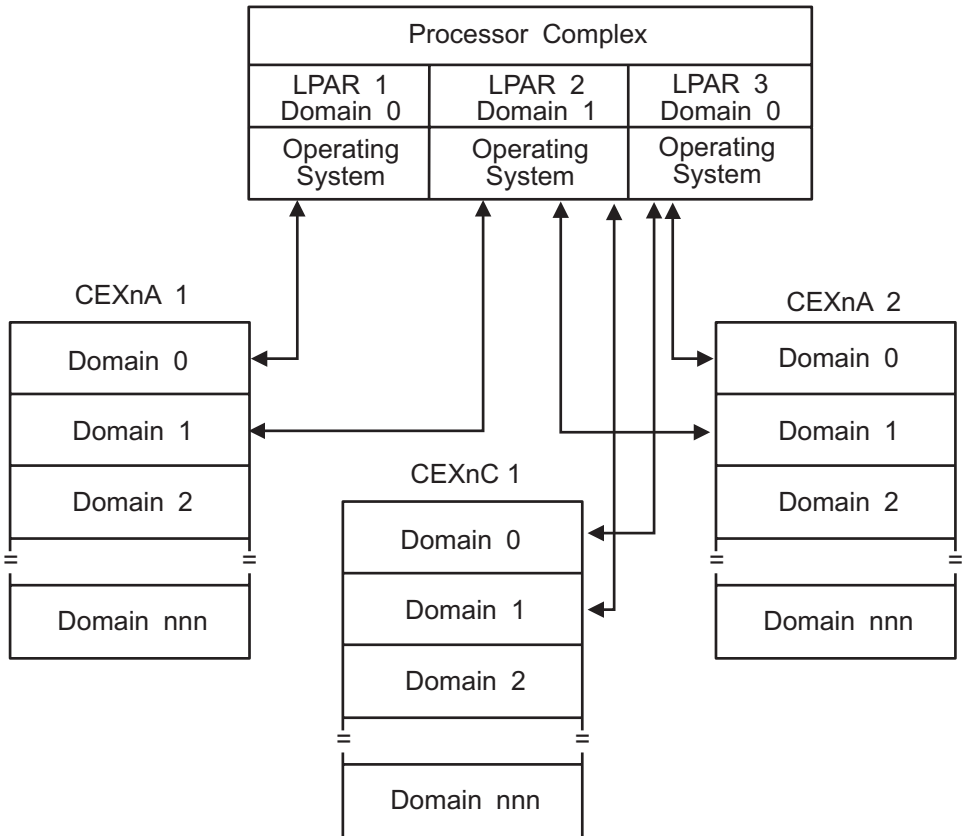 Processor Complex
LPAR 1
Domain 0
LPAR 2
Domain 1
LPAR 3
Domain 0
Operating
System
Operating
System
Operating
System
CEXnA 1
Domain 0
Domain 1
Domain 2
=
=
Domain nnn
CEXnC 1
Domain 0
Domain 1
Domain 2
=
=
Domain nnn
CEXnA 2
Domain 0
Domain 1
Domain 2
=
=
Domain nnn